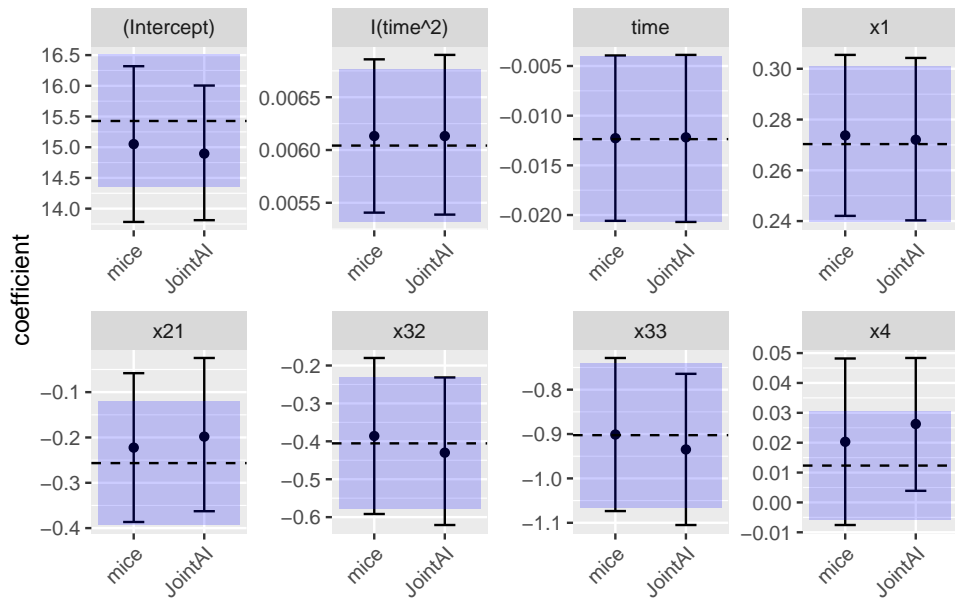 coefficient
(Intercept)
I(time^2)
time
x1
16.5
16.0
15.5
15.0
14.5
14.0
0.0065
0.0060
0.0055
−0.005
−0.010
−0.015
−0.020
0.30
0.28
0.26
0.24
mice
JointAI
mice
JointAI
mice
JointAI
mice
JointAI
x21
x32
x33
x4
−0.1
−0.2
−0.3
−0.4
−0.2
−0.3
−0.4
−0.5
−0.6
−0.8
−0.9
−1.0
−1.1
0.05
0.04
0.03
0.02
0.01
0.00
−0.01
mice
JointAI
mice
JointAI
mice
JointAI
mice
JointAI